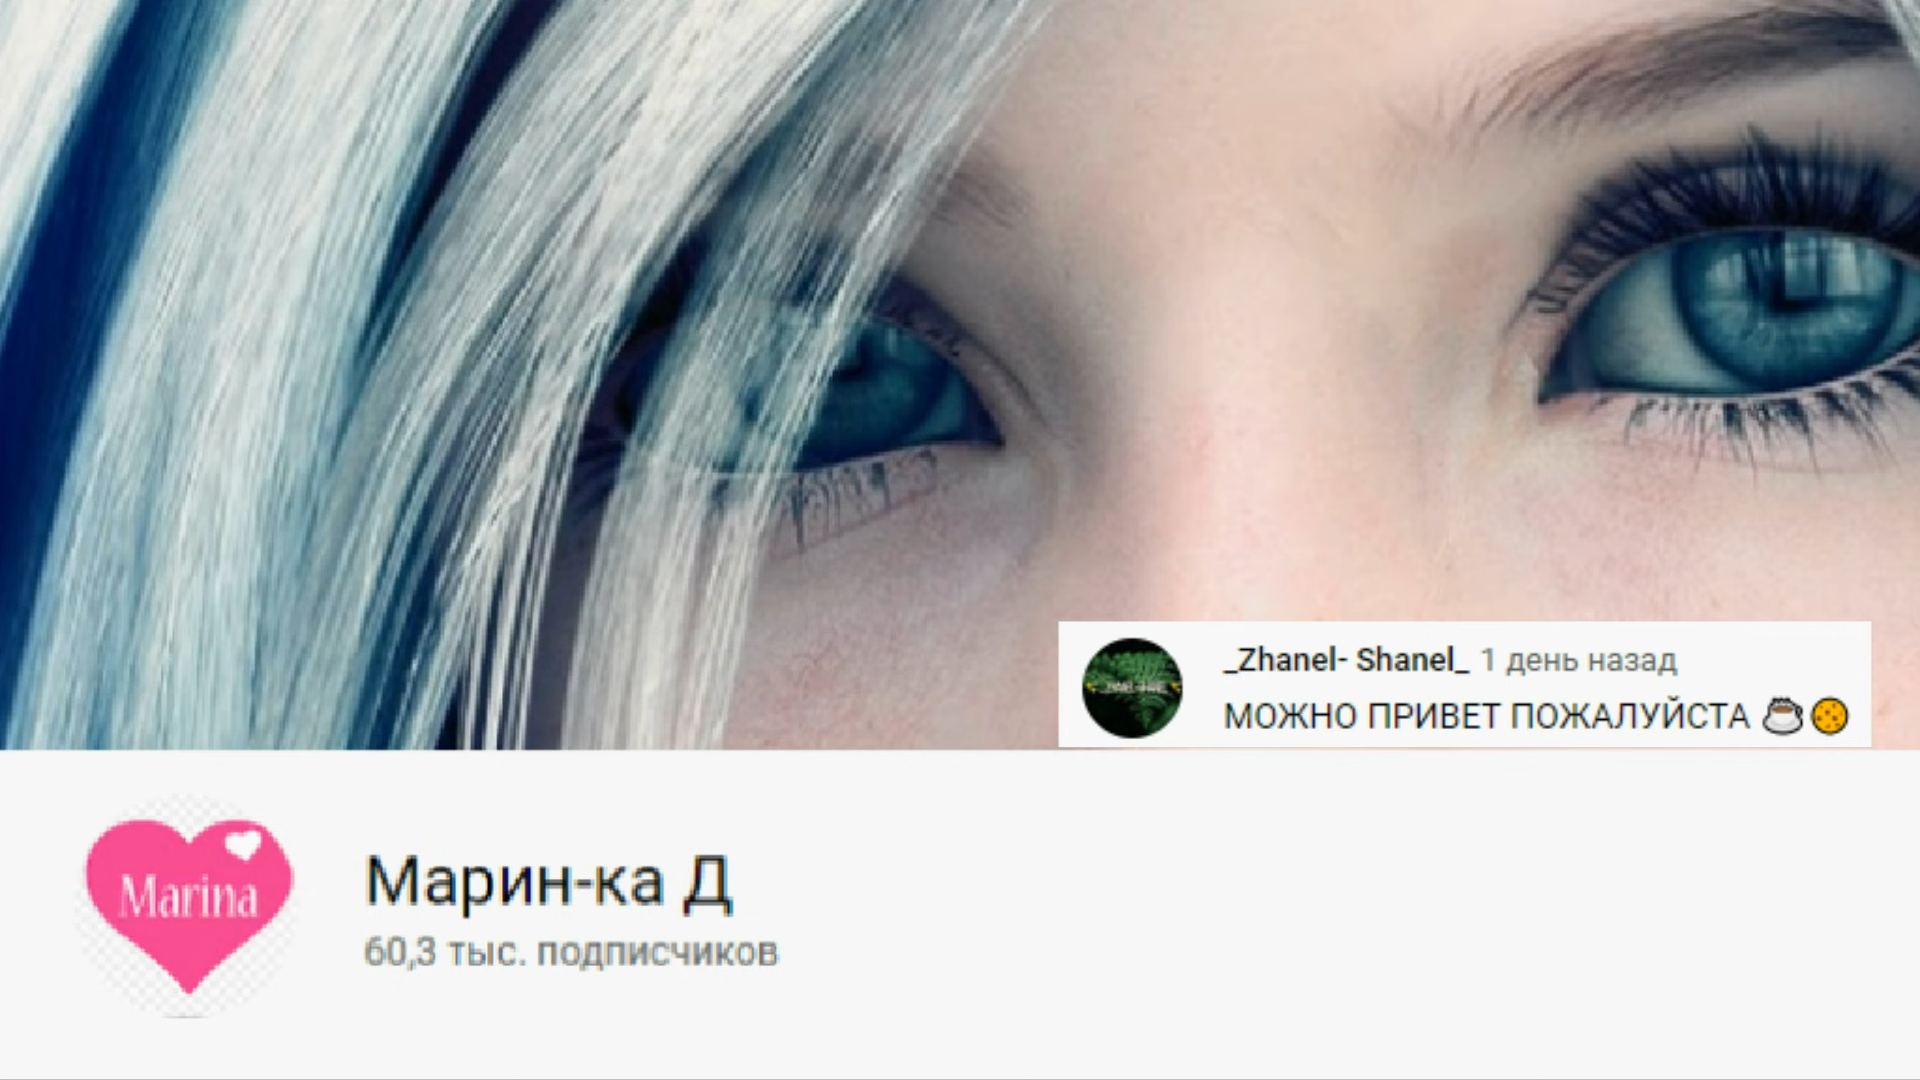 _Zhanel- Shanel_ 1 день назад
МОЖНО ПРИВЕТ ПОЖАЛУЙСТА
Marina
Марин-ка Д
60,3 тыс. подписчиков